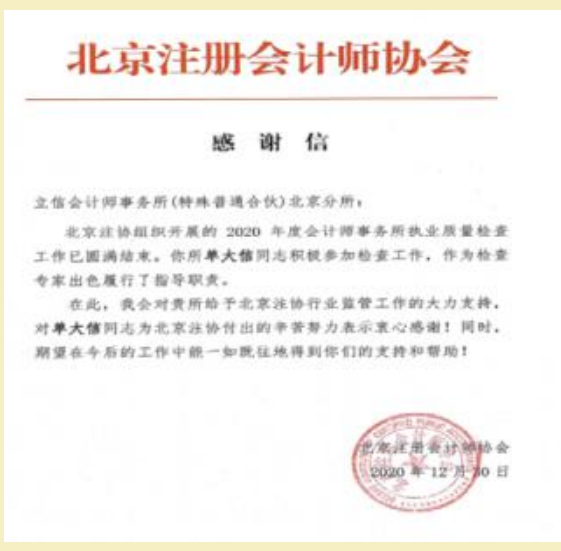 北京注册会计师协会
感 谢 信
立信会计师事务所(特殊普通合伙)北京分所：
北京注协组织开展的 2020 年度会计师事务所执业质量检查
工作已圆满结束。你所单大信同志积极参加检查工作，作为检查
专家出色履行了指导职责。
在此，我会对贵所给予北京注协行业监管工作的大力支持，
对单大信同志为北京注协付出的辛苦努力表示衷心感谢！同时，
期望在今后的工作中能一如既往地得到你们的支持和帮助！
北京注册会计师协会
2020 年 12 月 30 日